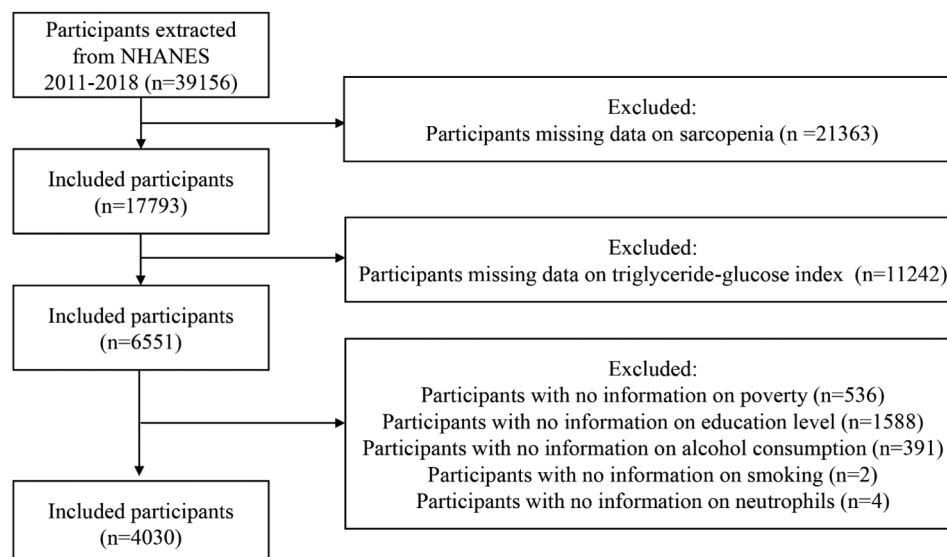 Participants extracted
from NHANES
2011-2018 (n=39156)
Excluded:
Participants missing data on sarcopenia (n =21363)
Included participants
(n=17793)
Excluded:
Participants missing data on triglyceride-glucose index (n=11242)
Included participants
(n=6551)
Excluded:
Participants with no information on poverty (n=536)
Participants with no information on education level (n=1588)
Participants with no information on alcohol consumption (n=391)
Participants with no information on smoking (n=2)
Participants with no information on neutrophils (n=4)
Included participants
(n=4030)